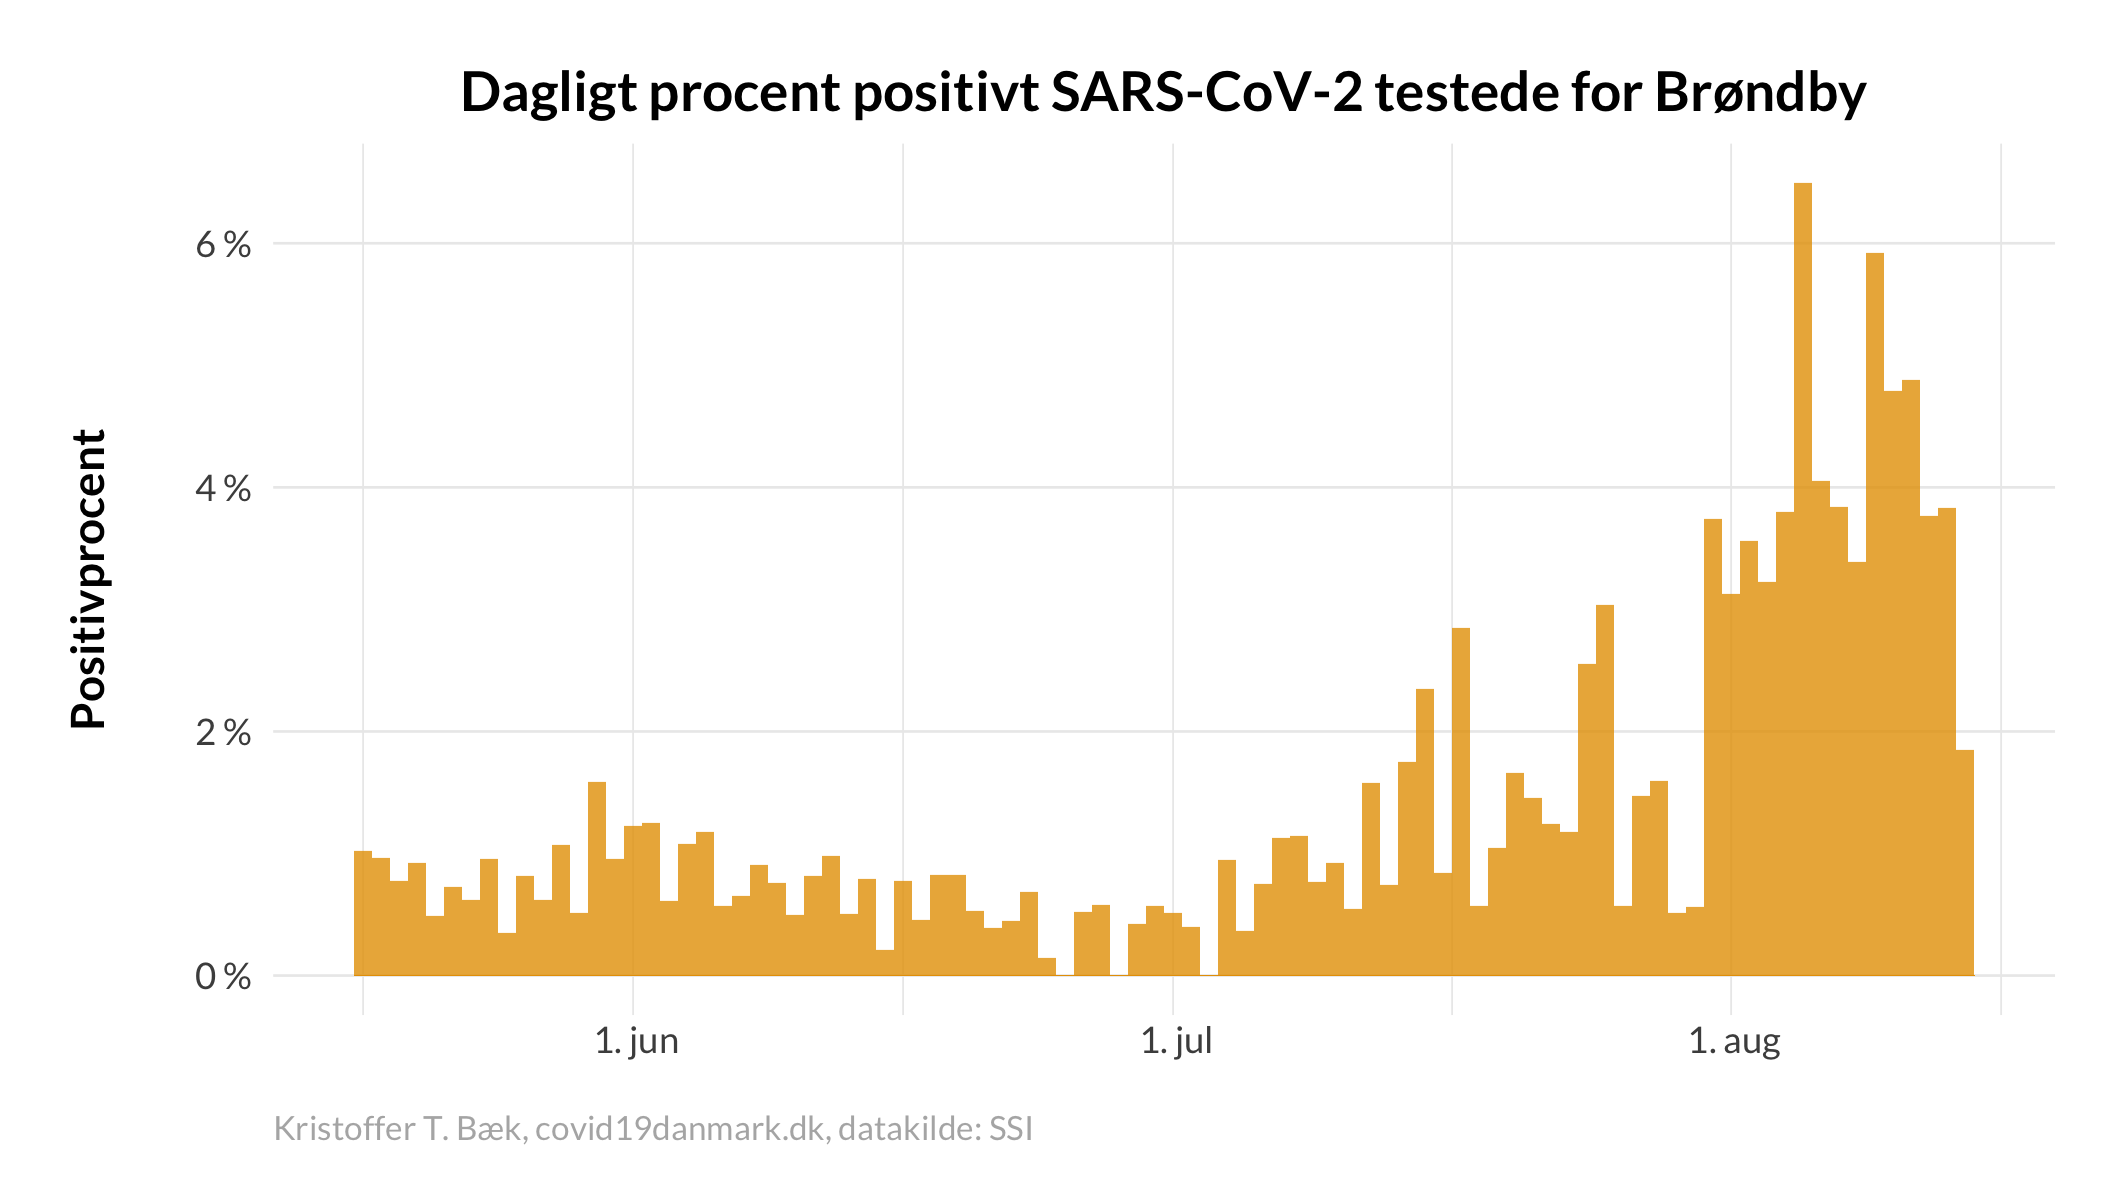 Dagligt procent positivt SARS-CoV-2 testede for Brøndby
Positivprocent
6 %
4 %
2 %
0 %
1. jun
1. jul
1. aug
Kristoffer T. Bæk, covid19danmark.dk, datakilde: SSI